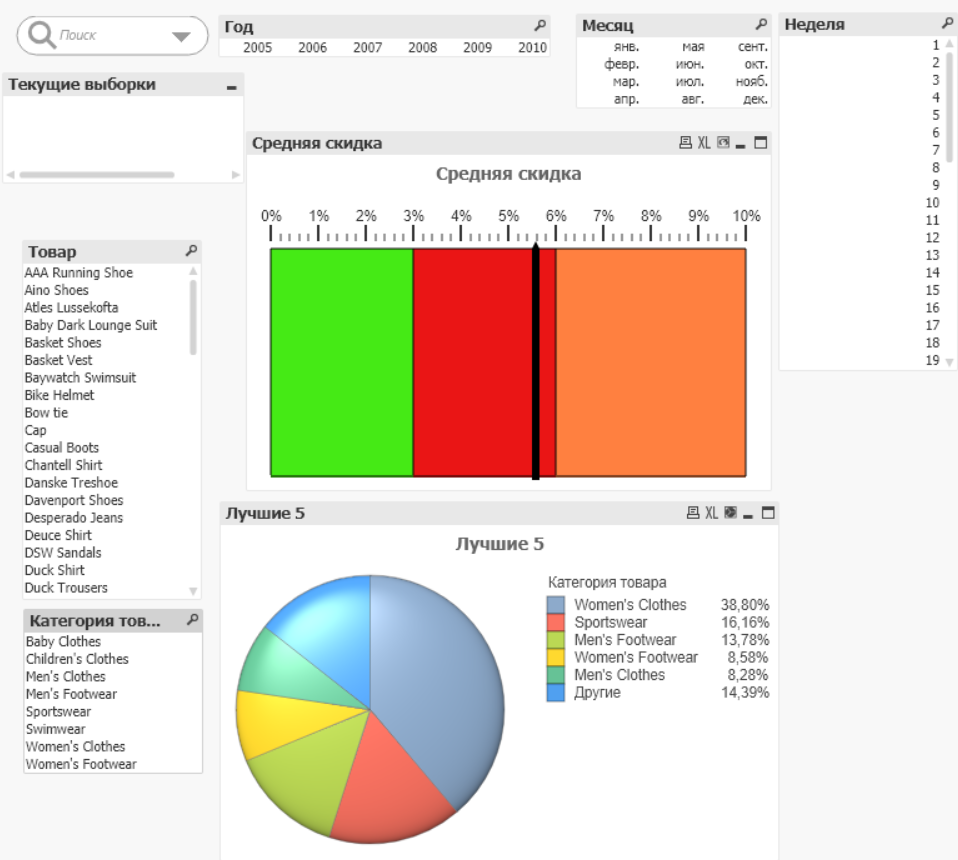 Поиск
Год
2005 2006 2007 2008 2009 2010
Месяц
янв. мая сент.
февр. июн. окт.
мар. июл. нояб.
апр. авг. дек.
Неделя
1
2
3
4
5
6
7
8
9
10
11
12
13
14
15
16
17
18
19
Текущие выборки
Средняя скидка
XL
Средняя скидка
0% 1% 2% 3% 4% 5% 6% 7% 8% 9% 10%
Товар
AAA Running Shoe
Aino Shoes
Atles Lussekofta
Baby Dark Lounge Suit
Basket Shoes
Basket Vest
Baywatch Swimsuit
Bike Helmet
Bow tie
Cap
Casual Boots
Chantell Shirt
Danske Treshoe
Davenport Shoes
Desperado Jeans
Deuce Shirt
DSW Sandals
Duck Shirt
Duck Trousers
Категория тов...
Baby Clothes
Children's Clothes
Men's Clothes
Men's Footwear
Sportswear
Swimwear
Women's Clothes
Women's Footwear
Лучшие 5
XL
Лучшие 5
Категория товара
Women's Clothes 38,80%
Sportswear 16,16%
Men's Footwear 13,78%
Women's Footwear 8,58%
Men's Clothes 8,28%
Другие 14,39%